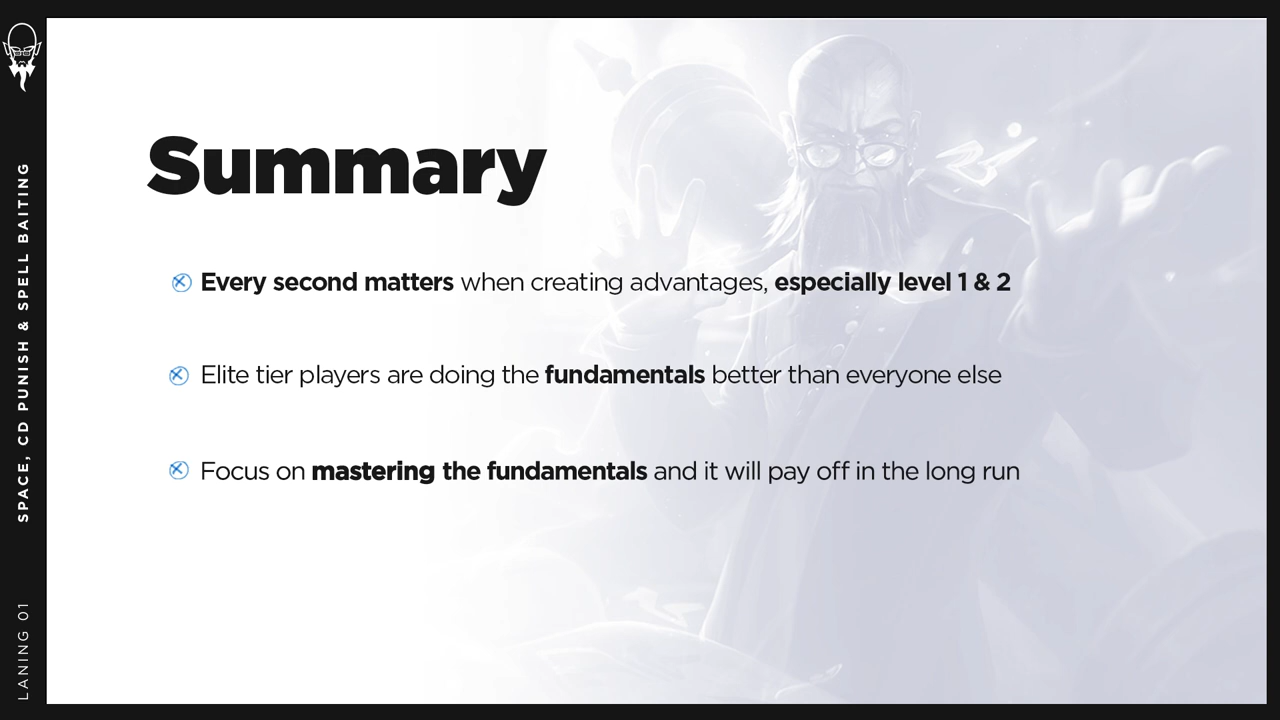 Summary
Every second matters when creating advantages, especially level 1 & 2
Elite tier players are doing the fundamentals better than everyone else
Focus on mastering the fundamentals and it will pay off in the long run
SPACE, CD PUNISH & SPELL BAITING
LANING 01